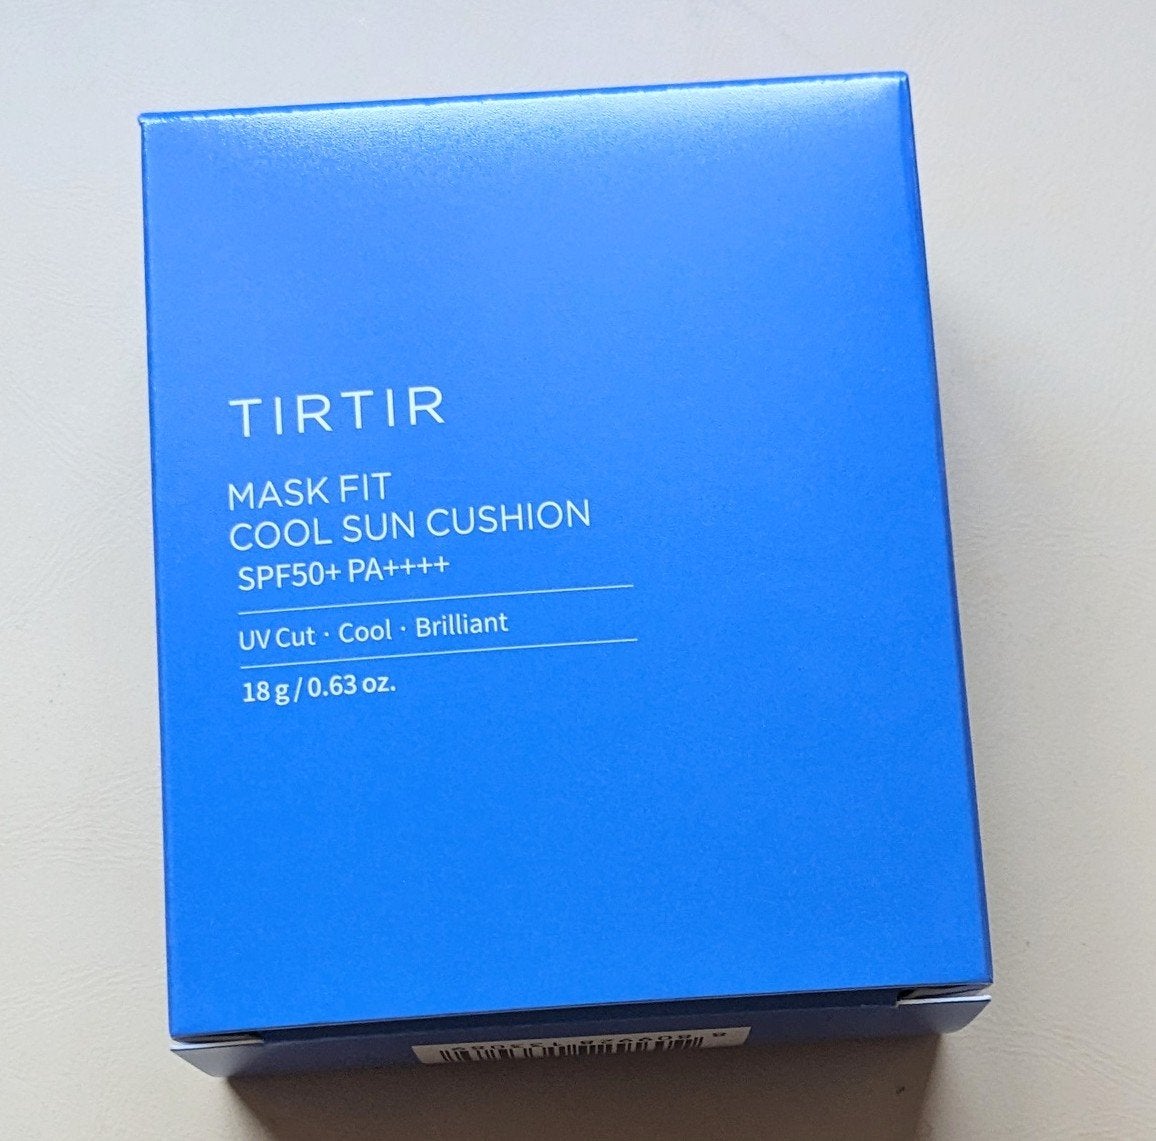 TIRTIR
MASK FIT
COOL SUN CUSHION
SPF50+ PA++++
UV Cut · Cool · Brilliant
18 g / 0.63 oz.